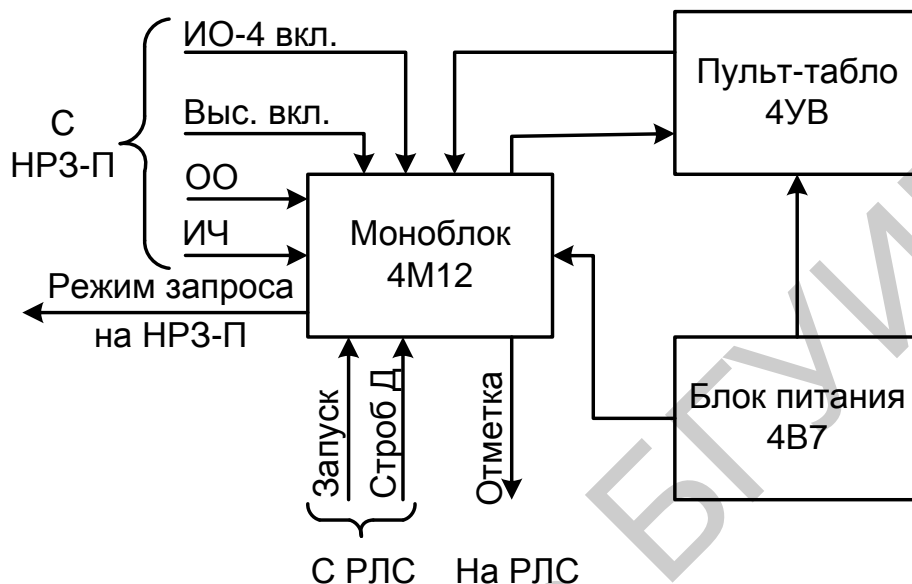 ИО-4 вкл.
Выс. вкл.
С
НРЗ-П
ОО
ИЧ
Режим запроса
на НРЗ-П
Моноблок
4М12
Пульт-табло
4УВ
Блок питания
4В7
Запуск
Строб Д
Отметка
С РЛС
На РЛС
БГУИ